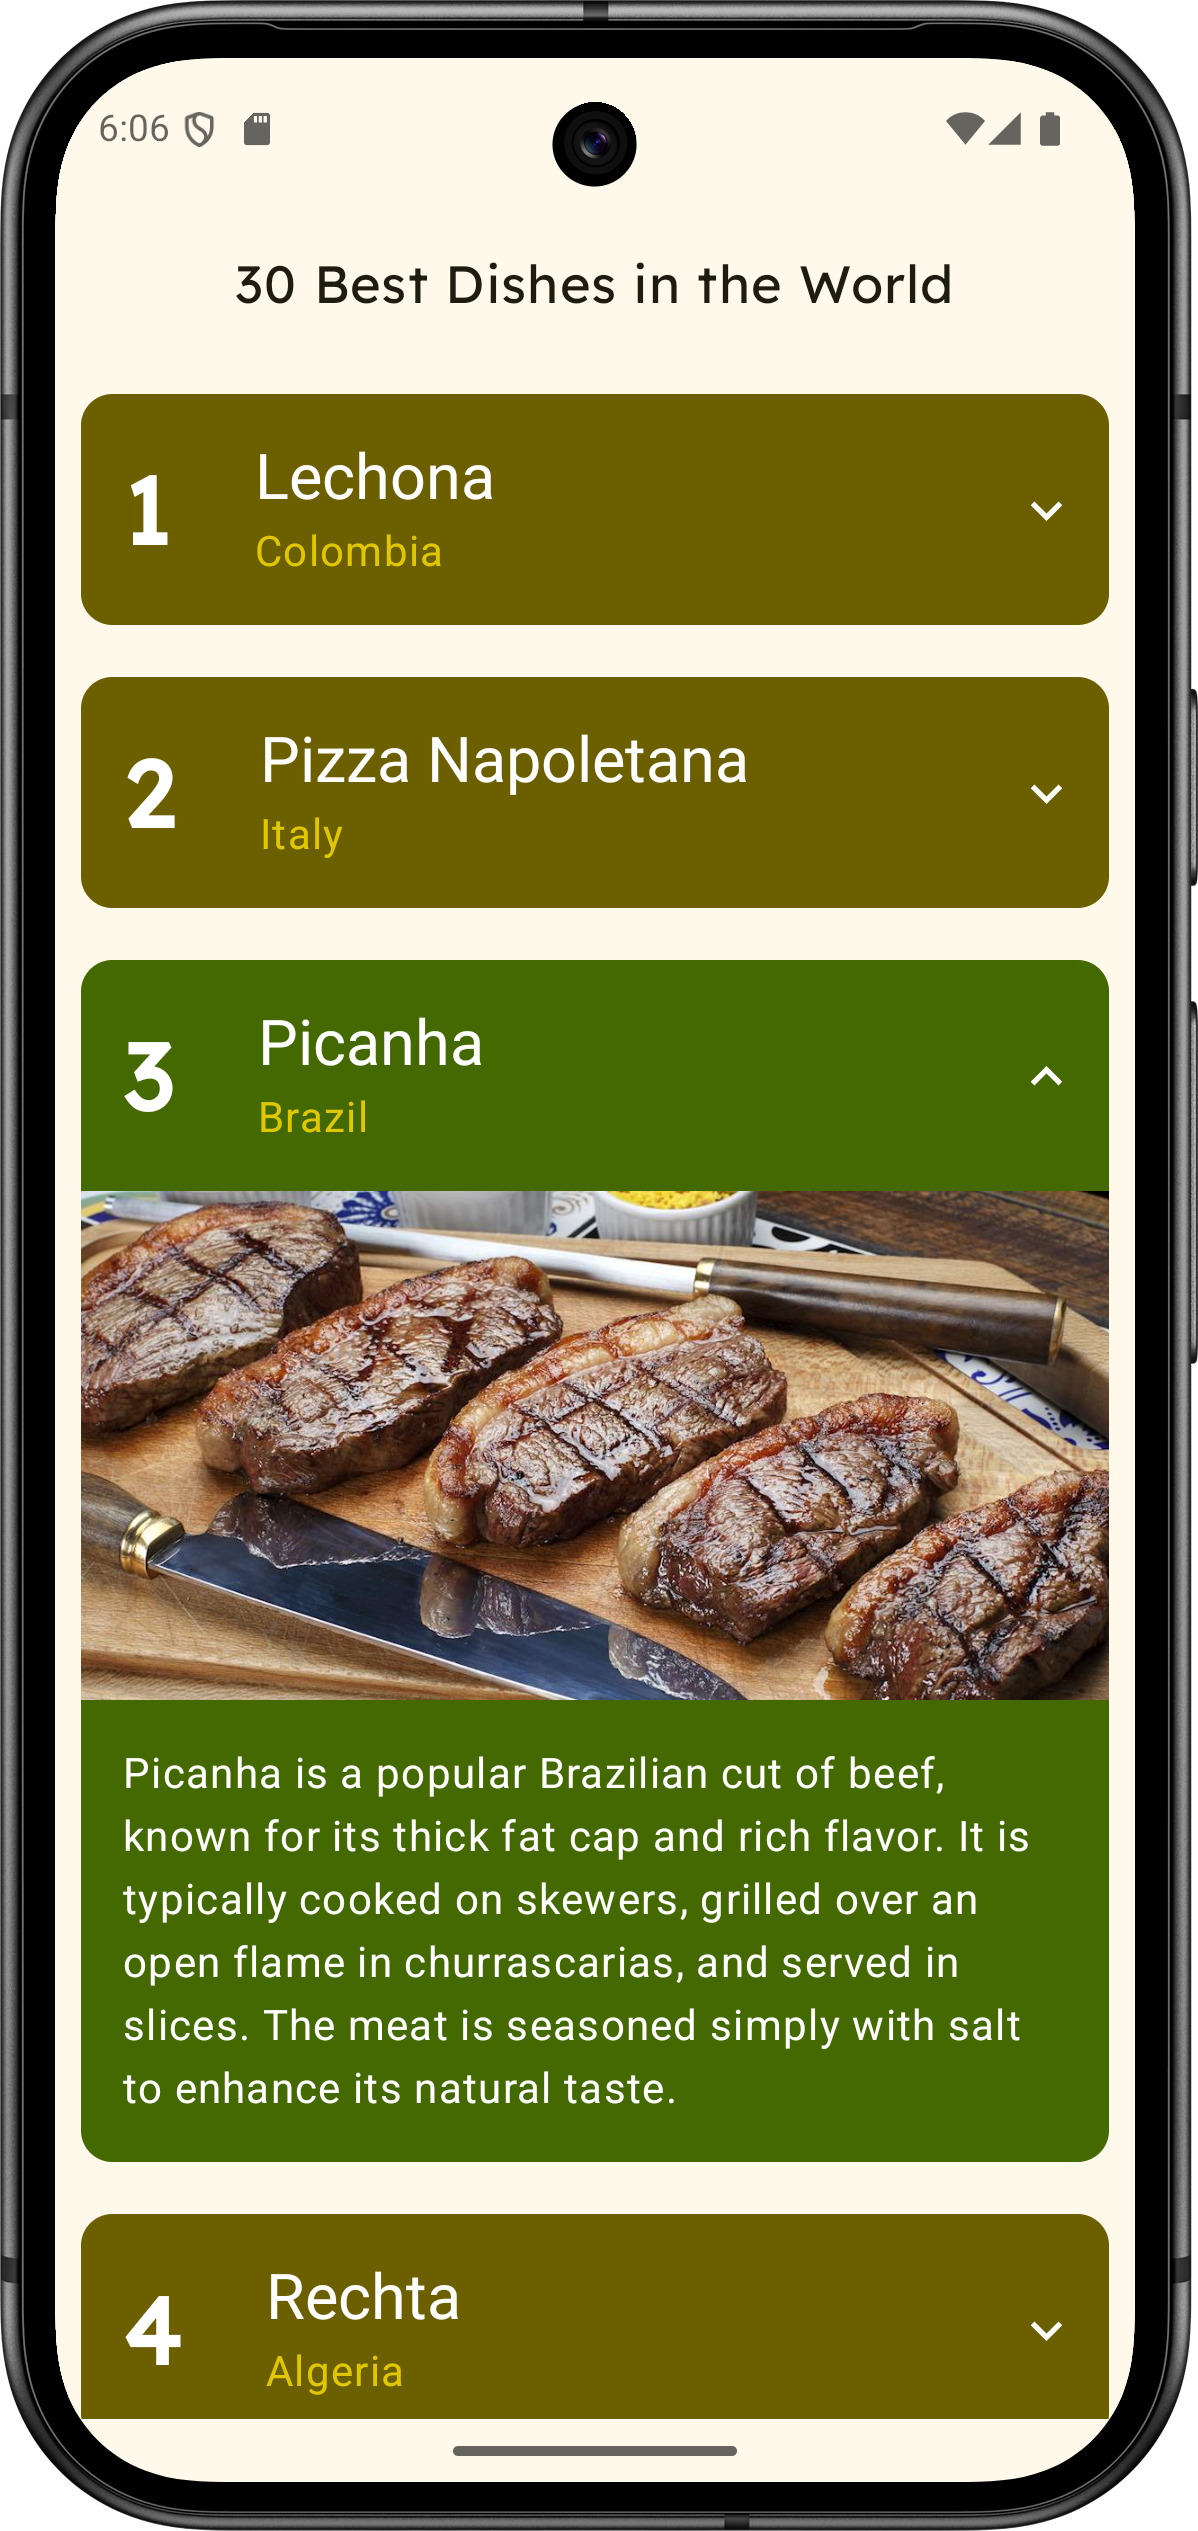 6:06
30 Best Dishes in the World
1
Lechona
Colombia
2
Pizza Napoletana
Italy
3
Picanha
Brazil
Picanha is a popular Brazilian cut of beef,
known for its thick fat cap and rich flavor. It is
typically cooked on skewers, grilled over an
open flame in churrascarias, and served in
slices. The meat is seasoned simply with salt
to enhance its natural taste.
4
Rechta
Algeria